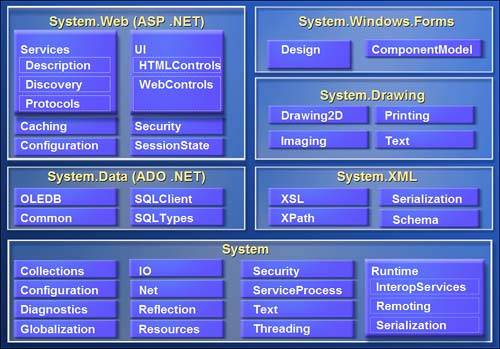 System.Web (ASP .NET)
Services
Description
Discovery
Protocols
UI
HTMLControls
WebControls
Caching
Security
Configuration
SessionState
System.Windows.Forms
Design
ComponentModel
System.Drawing
Drawing2D
Printing
Imaging
Text
System.Data (ADO .NET)
OLEDB
SQLClient
Common
SQLTypes
System.XML
XSL
Serialization
XPath
Schema
System
Collections
Configuration
Diagnostics
Globalization
IO
Net
Reflection
Resources
Security
ServiceProcess
Text
Threading
Runtime
InteropServices
Remoting
Serialization